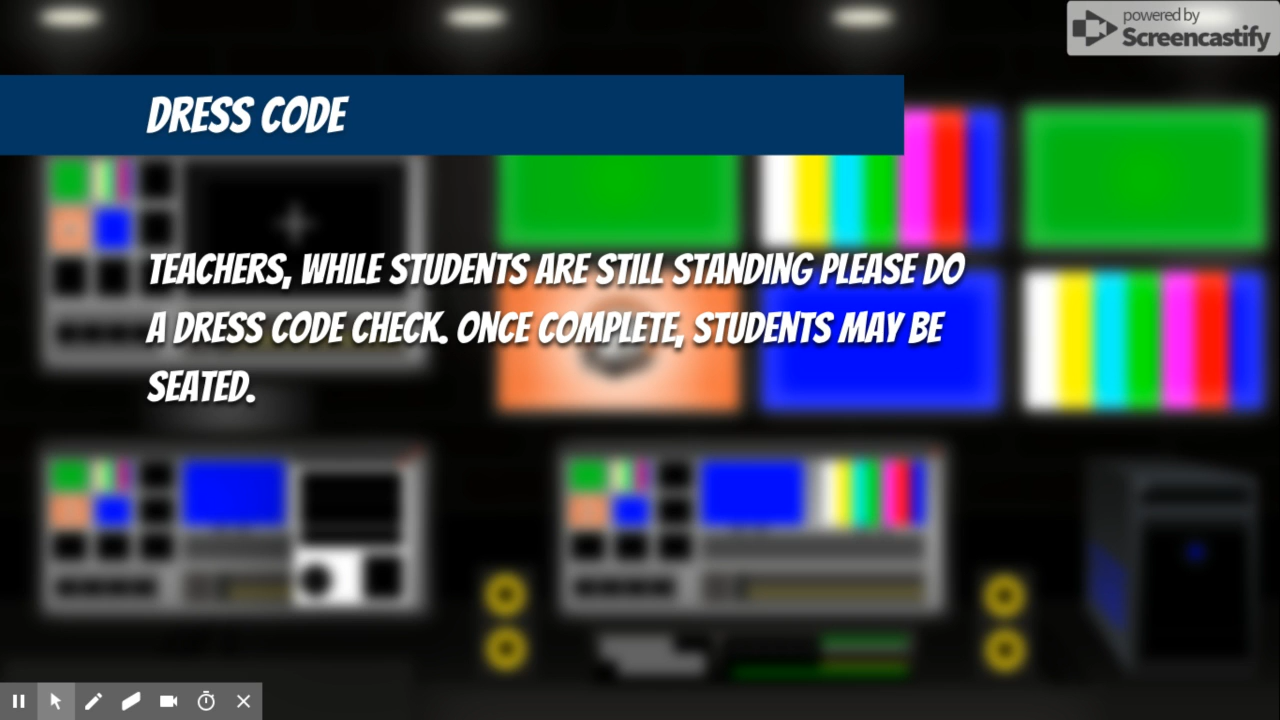 powered by
Screencastify
DRESS CODE
TEACHERS, WHILE STUDENTS ARE STILL STANDING PLEASE DO
A DRESS CODE CHECK. ONCE COMPLETE, STUDENTS MAY BE
SEATED.